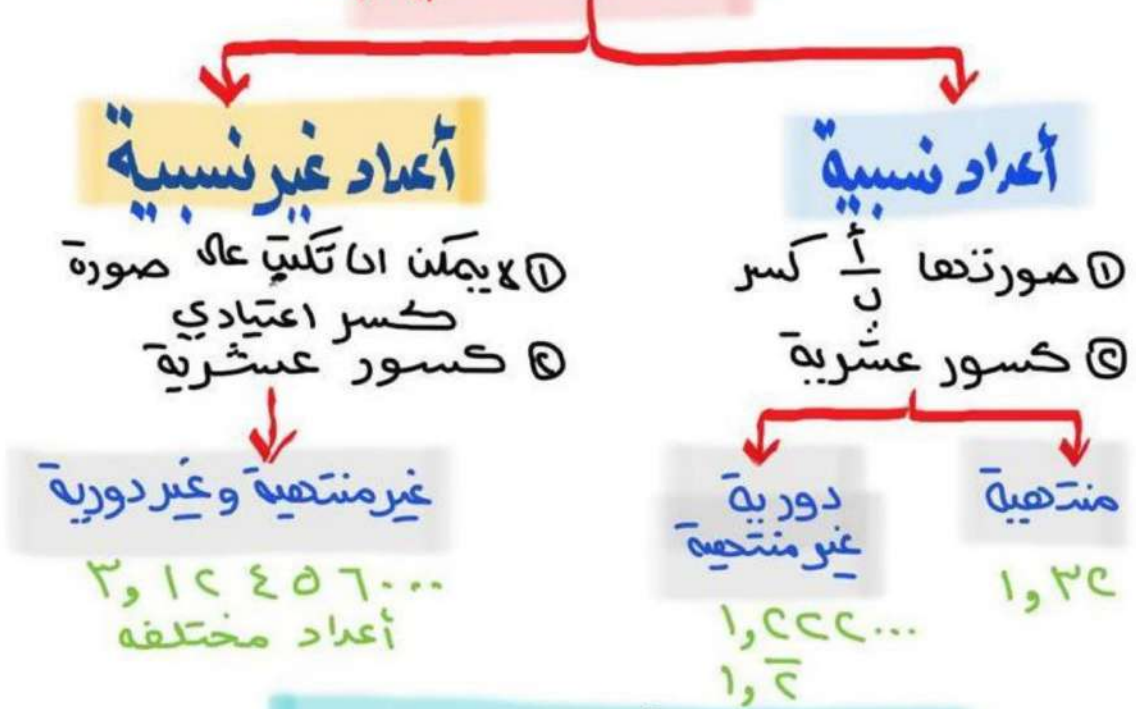 أعداد نسبية
① صورتها أ/ب كسر
② كسور عشرية
منتهية
١,٣٢
دورية
غير منتهية
١,٢٢٢...
١,٢̅
أعداد غير نسبية
① لا يمكن ان تكتب على صورة
كسر اعتيادي
② كسور عشرية
غير منتهية وغير دورية
٣,١٢٤٥٦...
أعداد مختلفه